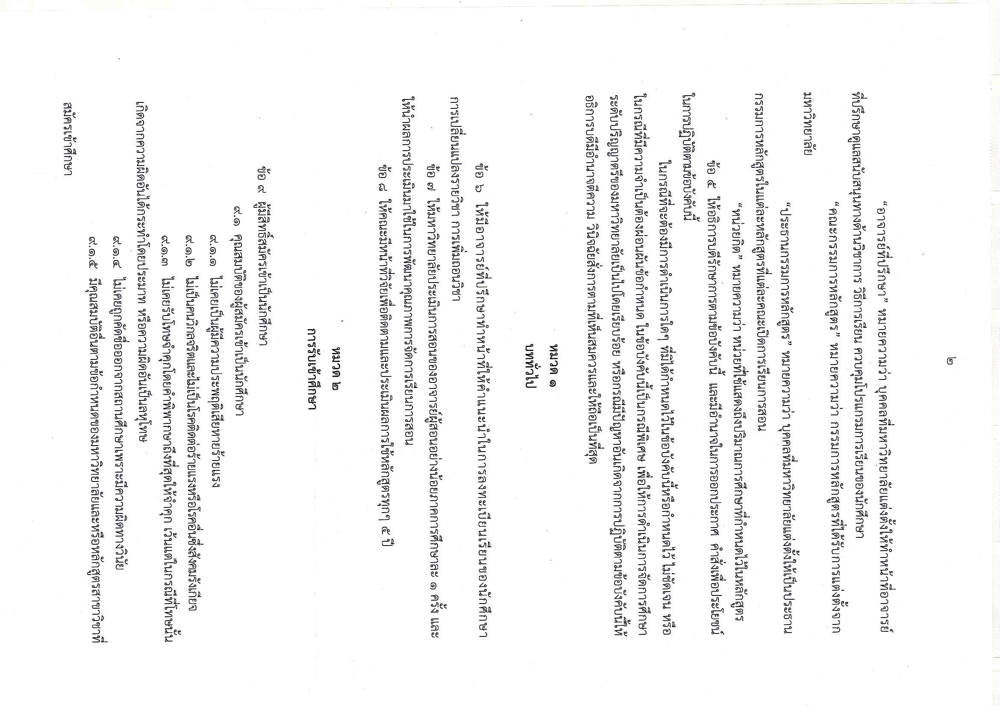 ๒
“อาจารย์ที่ปรึกษา” หมายความว่า บุคคลที่มหาวิทยาลัยแต่งตั้งให้ทำหน้าที่อาจารย์
ที่ปรึกษาดูแลสนับสนุนทางด้านวิชาการ วิธีการเรียน ควบคุมโปรแกรมการเรียนของนักศึกษา
“คณะกรรมการหลักสูตร” หมายความว่า กรรมการหลักสูตรที่ได้รับการแต่งตั้งจาก
มหาวิทยาลัย
“ประธานกรรมการหลักสูตร” หมายความว่า บุคคลที่มหาวิทยาลัยแต่งตั้งให้เป็นประธาน
กรรมการหลักสูตรในแต่ละหลักสูตรที่แต่ละคณะเปิดการเรียนการสอน
“หน่วยกิต” หมายความว่า หน่วยที่ใช้แสดงถึงปริมาณการศึกษาที่กำหนดไว้ในหลักสูตร
ข้อ ๕ ให้อธิการบดีรักษาการตามข้อบังคับนี้ และมีอำนาจในการออกประกาศ คำสั่งเพื่อประโยชน์
ในการปฏิบัติตามข้อบังคับนี้
ในกรณีที่จะต้องมีการดำเนินการใดๆ ที่มิได้กำหนดไว้ในข้อบังคับนี้หรือกำหนดไว้ ไม่ชัดเจน หรือ
ในกรณีที่มีความจำเป็นต้องผ่อนผันข้อกำหนด ในข้อบังคับนี้เป็นกรณีพิเศษ เพื่อให้การดำเนินการจัดการศึกษา
ระดับปริญญาตรีของมหาวิทยาลัยเป็นไปโดยเรียบร้อย หรือกรณีมีปัญหาอันเกิดจากการปฏิบัติตามข้อบังคับนี้ให้
อธิการบดีมีอำนาจตีความ วินิจฉัยสั่งการตามที่เห็นสมควรและให้ถือเป็นที่สุด
หมวด ๑
บททั่วไป
ข้อ ๖ ให้มีอาจารย์ที่ปรึกษาทำหน้าที่ให้คำแนะนำในการลงทะเบียนเรียนของนักศึกษา
การเปลี่ยนแปลงรายวิชา การเพิ่มถอนวิชา
ข้อ ๗ ให้มหาวิทยาลัยประเมินการสอนของอาจารย์ผู้สอนอย่างน้อยภาคการศึกษาละ ๑ ครั้ง และ
ให้นำผลการประเมินมาใช้ในการพัฒนาคุณภาพการจัดการเรียนการสอน
ข้อ ๘ ให้คณะมีหน้าที่วิจัยเพื่อติดตามและประเมินผลการใช้หลักสูตรทุกๆ ๕ ปี
หมวด ๒
การรับเข้าศึกษา
ข้อ ๙ ผู้มีสิทธิ์สมัครเข้าเป็นนักศึกษา
๙.๑ คุณสมบัติของผู้สมัครเข้าเป็นนักศึกษา
๙.๑.๑ ไม่เคยเป็นผู้มีความประพฤติเสียหายร้ายแรง
๙.๑.๒ ไม่เป็นคนวิกลจริตและไม่เป็นโรคติดต่อร้ายแรงหรือโรคอื่นซึ่งสังคมรังเกียจ
๙.๑.๓ ไม่เคยรับโทษจำคุกโดยคำพิพากษาถึงที่สุดให้จำคุก เว้นแต่ในกรณีที่โทษนั้น
เกิดจากความผิดอันได้กระทำโดยประมาท หรือความผิดอันเป็นลหุโทษ
๙.๑.๔ ไม่เคยถูกคัดชื่อออกจากสถานศึกษาเพราะมีความผิดทางวินัย
๙.๑.๕ มีคุณสมบัติอื่นตามข้อกำหนดของมหาวิทยาลัยและหรือหลักสูตรสาขาวิชาที่
สมัครเข้าศึกษา